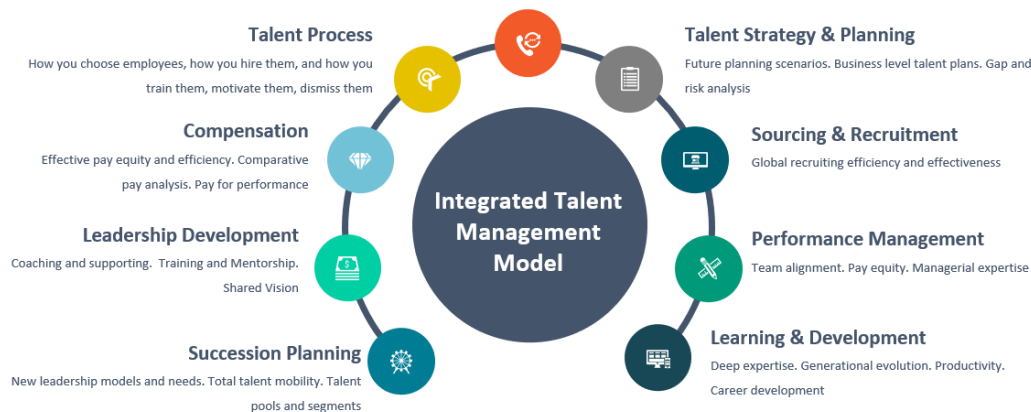 Talent Process
How you choose employees, how you hire them, and how you
train them, motivate them, dismiss them
Compensation
Effective pay equity and efficiency. Comparative
pay analysis. Pay for performance
Leadership Development
Coaching and supporting. Training and Mentorship.
Shared Vision
Succession Planning
New leadership models and needs. Total talent mobility. Talent
pools and segments
Integrated Talent
Management
Model
Talent Strategy & Planning
Future planning scenarios. Business level talent plans. Gap and
risk analysis
Sourcing & Recruitment
Global recruiting efficiency and effectiveness
Performance Management
Team alignment. Pay equity. Managerial expertise
Learning & Development
Deep expertise. Generational evolution. Productivity.
Career development